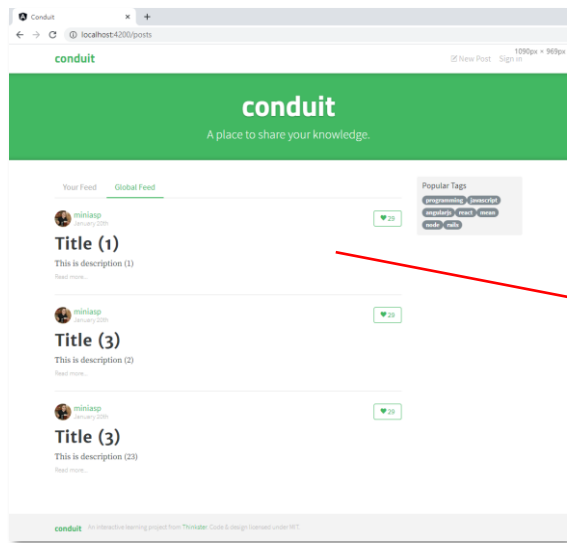 Conduit
localhost:4200/posts
1090px × 969px
conduit
New Post Sign in
conduit
A place to share your knowledge.
Your Feed Global Feed
miniasp
January 20th
29
Title (1)
This is description (1)
Read more...
miniasp
January 20th
29
Title (3)
This is description (2)
Read more...
miniasp
January 20th
29
Title (3)
This is description (23)
Read more...
Popular Tags
programming javascript
angularjs react mean
node rails
conduit An interactive learning project from Thinkster. Code & design licensed under MIT.